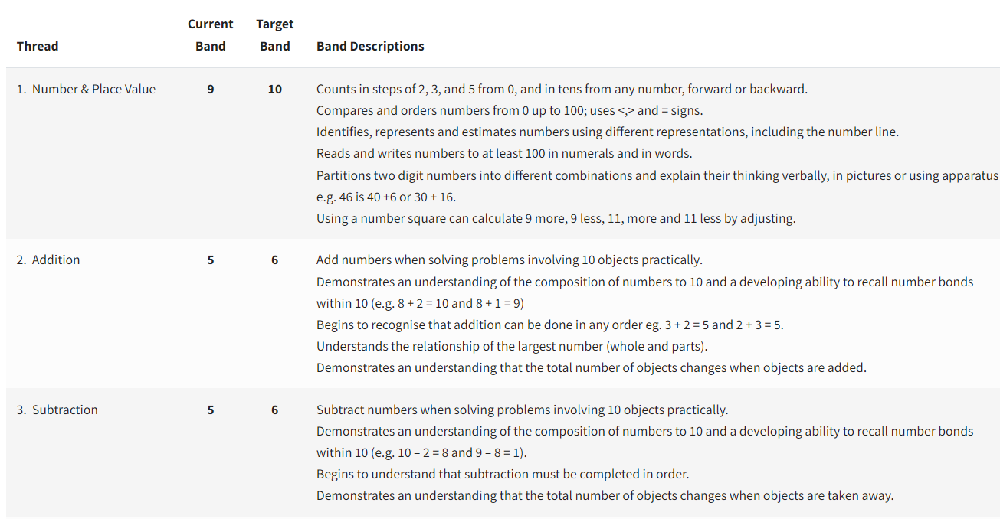 Current Target
Thread Band Band Band Descriptions
1. Number & Place Value 9 10 Counts in steps of 2, 3, and 5 from 0, and in tens from any number, forward or backward.
Compares and orders numbers from 0 up to 100; uses <,> and = signs.
Identifies, represents and estimates numbers using different representations, including the number line.
Reads and writes numbers to at least 100 in numerals and in words.
Partitions two digit numbers into different combinations and explain their thinking verbally, in pictures or using apparatus
e.g. 46 is 40 +6 or 30 + 16.
Using a number square can calculate 9 more, 9 less, 11, more and 11 less by adjusting.
2. Addition 5 6 Add numbers when solving problems involving 10 objects practically.
Demonstrates an understanding of the composition of numbers to 10 and a developing ability to recall number bonds
within 10 (e.g. 8 + 2 = 10 and 8 + 1 = 9)
Begins to recognise that addition can be done in any order eg. 3 + 2 = 5 and 2 + 3 = 5.
Understands the relationship of the largest number (whole and parts).
Demonstrates an understanding that the total number of objects changes when objects are added.
3. Subtraction 5 6 Subtract numbers when solving problems involving 10 objects practically.
Demonstrates an understanding of the composition of numbers to 10 and a developing ability to recall number bonds
within 10 (e.g. 10 – 2 = 8 and 9 – 8 = 1).
Begins to understand that subtraction must be completed in order.
Demonstrates an understanding that the total number of objects changes when objects are taken away.